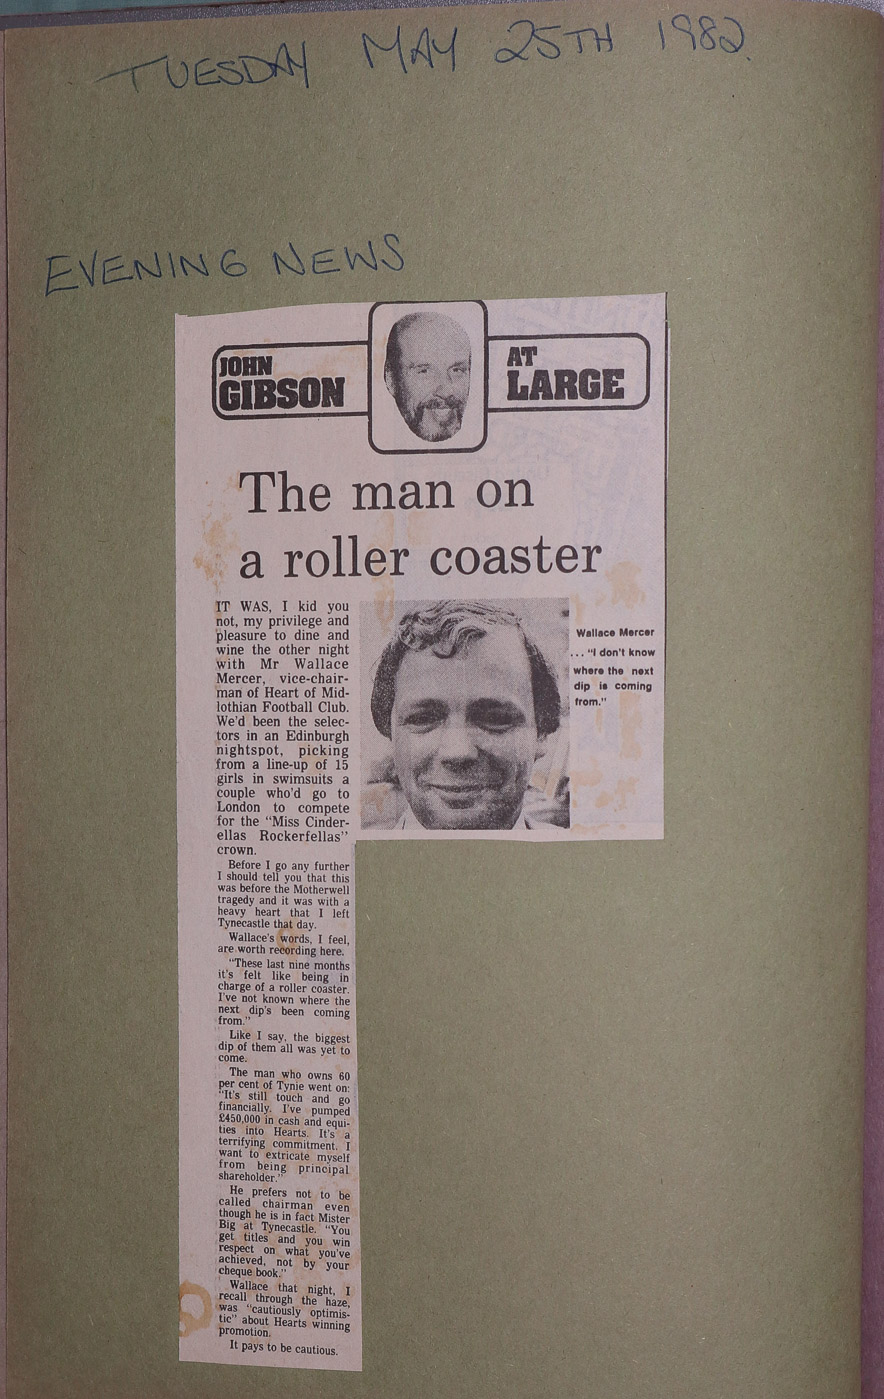 TUESDAY MAY 25TH 1982.
EVENING NEWS
JOHN
GIBSON
AT
LARGE
The man on
a roller coaster
IT WAS, I kid you
not, my privilege and
pleasure to dine and
wine the other night
with Mr Wallace
Mercer, vice-chair-
man of Heart of Mid-
lothian Football Club.
We'd been the selec-
tors in an Edinburgh
nightspot, picking
from a line-up of 15
girls in swimsuits a
couple who'd go to
London to compete
for the "Miss Cinder-
ellas Rockerfellas"
crown.
Before I go any further
I should tell you that this
was before the Motherwell
tragedy and it was with a
heavy heart that I left
Tynecastle that day.
Wallace's words, I feel,
are worth recording here.
"These last nine months
it's felt like being in
charge of a roller coaster.
I've not known where the
next dip's been coming
from."
Like I say, the biggest
dip of them all was yet to
come.
The man who owns 60
per cent of Tynie went on:
"It's still touch and go
financially. I've pumped
£450,000 in cash and equi-
ties into Hearts. It's a
terrifying commitment. I
want to extricate myself
from being principal
shareholder."
He prefers not to be
called chairman even
though he is in fact Mister
Big at Tynecastle. "You
get titles and you win
respect on what you've
achieved, not by your
cheque book."
Wallace that night, I
recall through the haze,
was "cautiously optimis-
tic" about Hearts winning
promotion.
It pays to be cautious.
Wallace Mercer
... "I don't know
where the next
dip is coming
from."